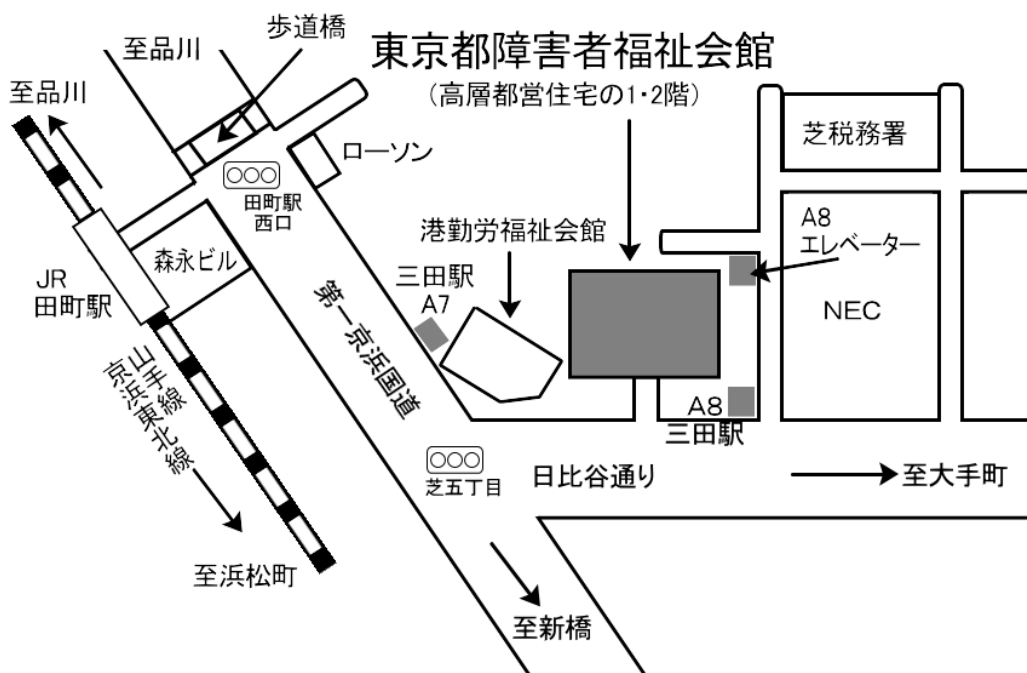 歩道橋
至品川
至品川
東京都障害者福祉会館
(高層都営住宅の1・2階)
ローソン
芝税務署
田町駅
西口
A8
エレベーター
港勤労福祉会館
森永ビル
三田駅
A7
JR
田町駅
NEC
第一京浜国道
山手線
京浜東北線
A8
三田駅
芝五丁目
日比谷通り
至大手町
至浜松町
至新橋